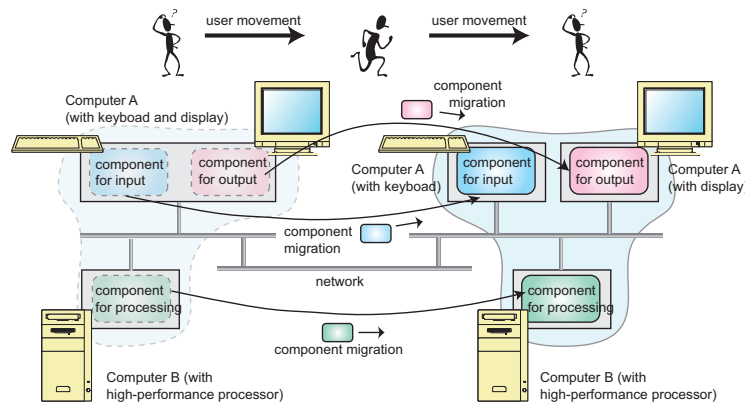 user movement
user movement
component
migration
Computer A
(with keyboad and display)
component
for input
component
for output
Computer A
(with keyboad)
component
for input
component
for output
Computer A
(with display)
component
migration
network
component
for processing
component
for processing
component migration
Computer B (with
high-performance processor)
Computer B (with
high-performance processor)